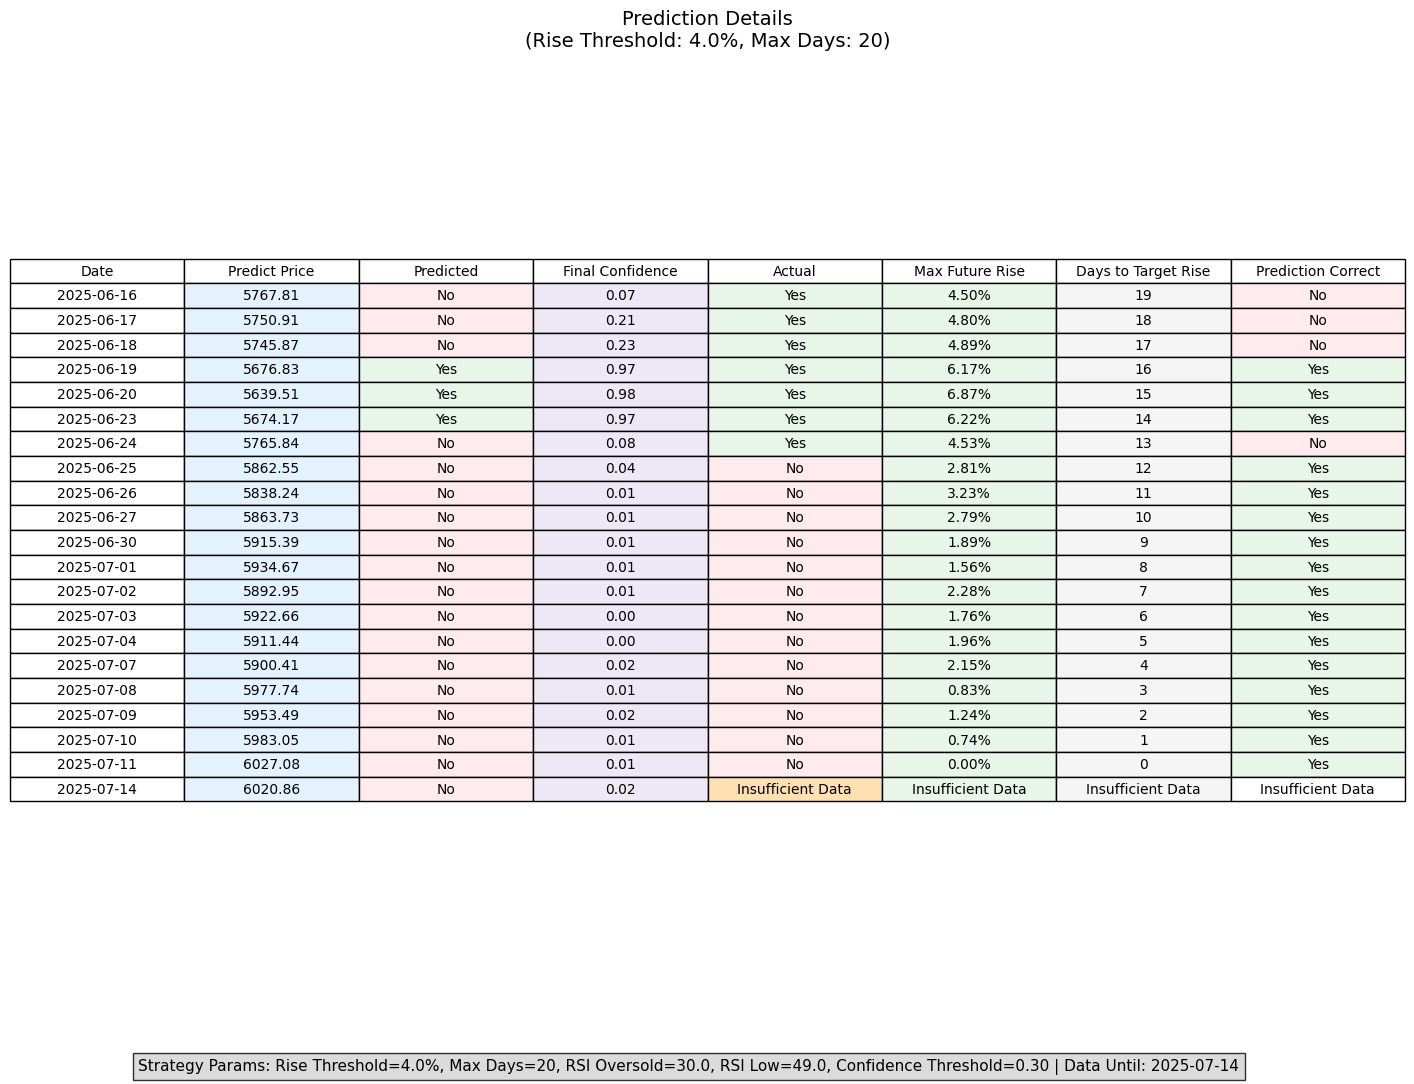 Prediction Details
(Rise Threshold: 4.0%, Max Days: 20)
Date Predict Price Predicted Final Confidence Actual Max Future Rise Days to Target Rise Prediction Correct
2025-06-16 5767.81 No 0.07 Yes 4.50% 19 No
2025-06-17 5750.91 No 0.21 Yes 4.80% 18 No
2025-06-18 5745.87 No 0.23 Yes 4.89% 17 No
2025-06-19 5676.83 Yes 0.97 Yes 6.17% 16 Yes
2025-06-20 5639.51 Yes 0.98 Yes 6.87% 15 Yes
2025-06-23 5674.17 Yes 0.97 Yes 6.22% 14 Yes
2025-06-24 5765.84 No 0.08 Yes 4.53% 13 No
2025-06-25 5862.55 No 0.04 No 2.81% 12 Yes
2025-06-26 5838.24 No 0.01 No 3.23% 11 Yes
2025-06-27 5863.73 No 0.01 No 2.79% 10 Yes
2025-06-30 5915.39 No 0.01 No 1.89% 9 Yes
2025-07-01 5934.67 No 0.01 No 1.56% 8 Yes
2025-07-02 5892.95 No 0.01 No 2.28% 7 Yes
2025-07-03 5922.66 No 0.00 No 1.76% 6 Yes
2025-07-04 5911.44 No 0.00 No 1.96% 5 Yes
2025-07-07 5900.41 No 0.02 No 2.15% 4 Yes
2025-07-08 5977.74 No 0.01 No 0.83% 3 Yes
2025-07-09 5953.49 No 0.02 No 1.24% 2 Yes
2025-07-10 5983.05 No 0.01 No 0.74% 1 Yes
2025-07-11 6027.08 No 0.01 No 0.00% 0 Yes
2025-07-14 6020.86 No 0.02 Insufficient Data Insufficient Data Insufficient Data Insufficient Data
Strategy Params: Rise Threshold=4.0%, Max Days=20, RSI Oversold=30.0, RSI Low=49.0, Confidence Threshold=0.30 | Data Until: 2025-07-14